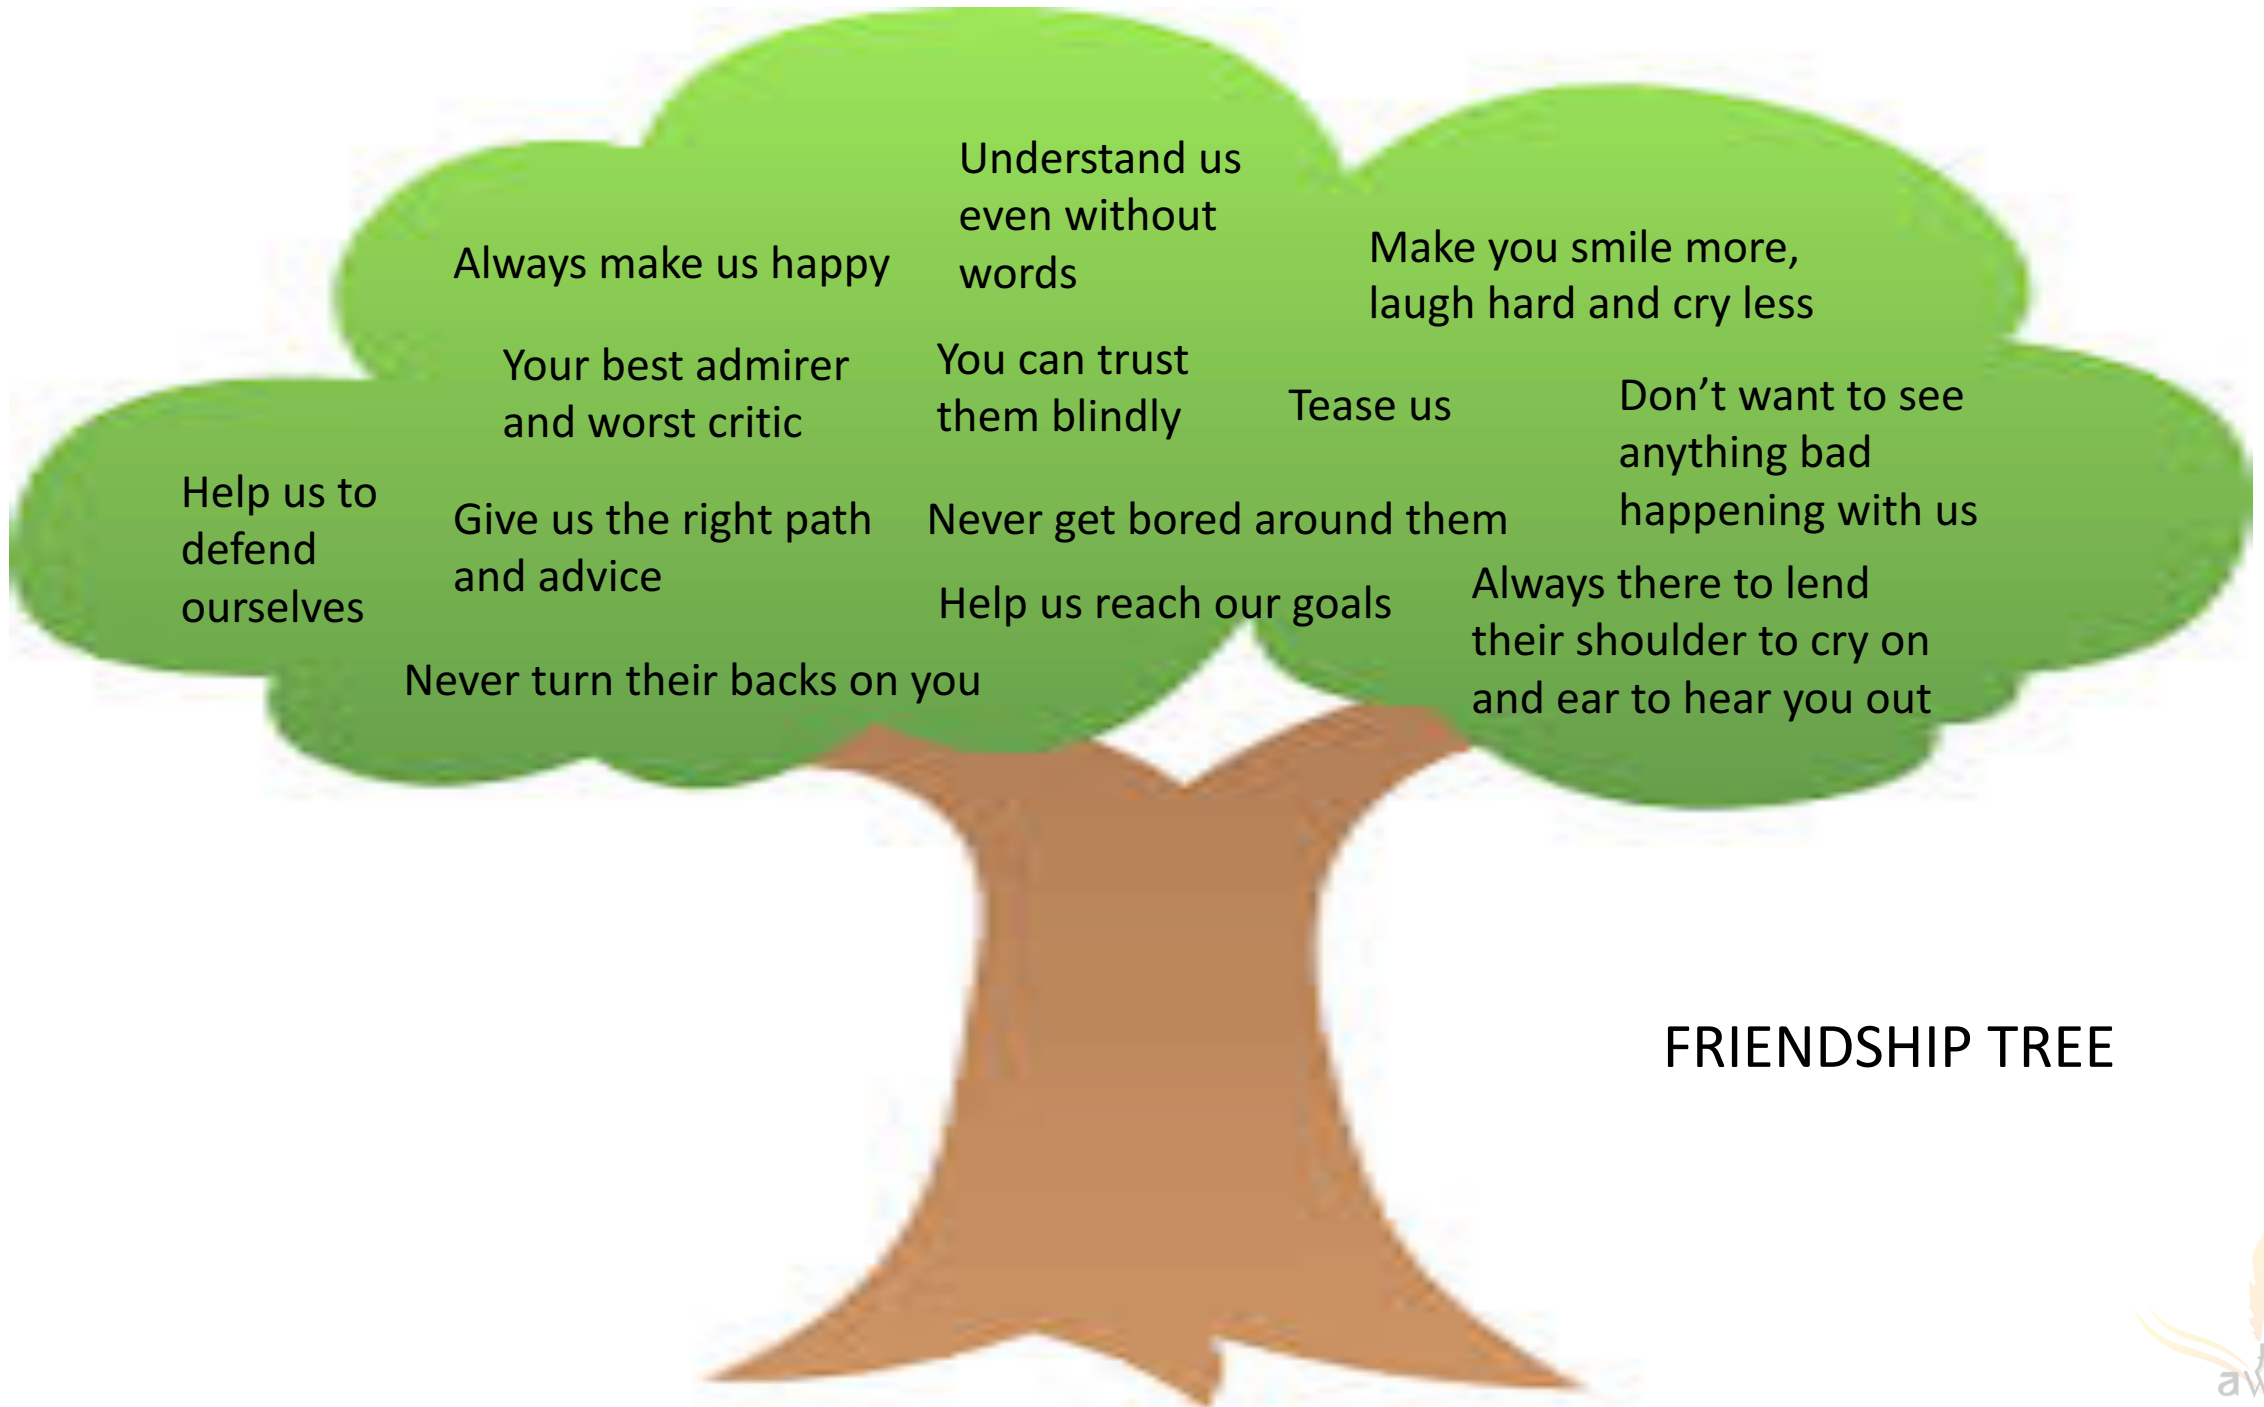 Understand us
even without
words
Always make us happy
Make you smile more,
laugh hard and cry less
Your best admirer
and worst critic
You can trust
them blindly
Tease us
Don’t want to see
anything bad
happening with us
Help us to
defend
ourselves
Give us the right path
and advice
Never get bored around them
Help us reach our goals
Always there to lend
their shoulder to cry on
and ear to hear you out
Never turn their backs on you
FRIENDSHIP TREE